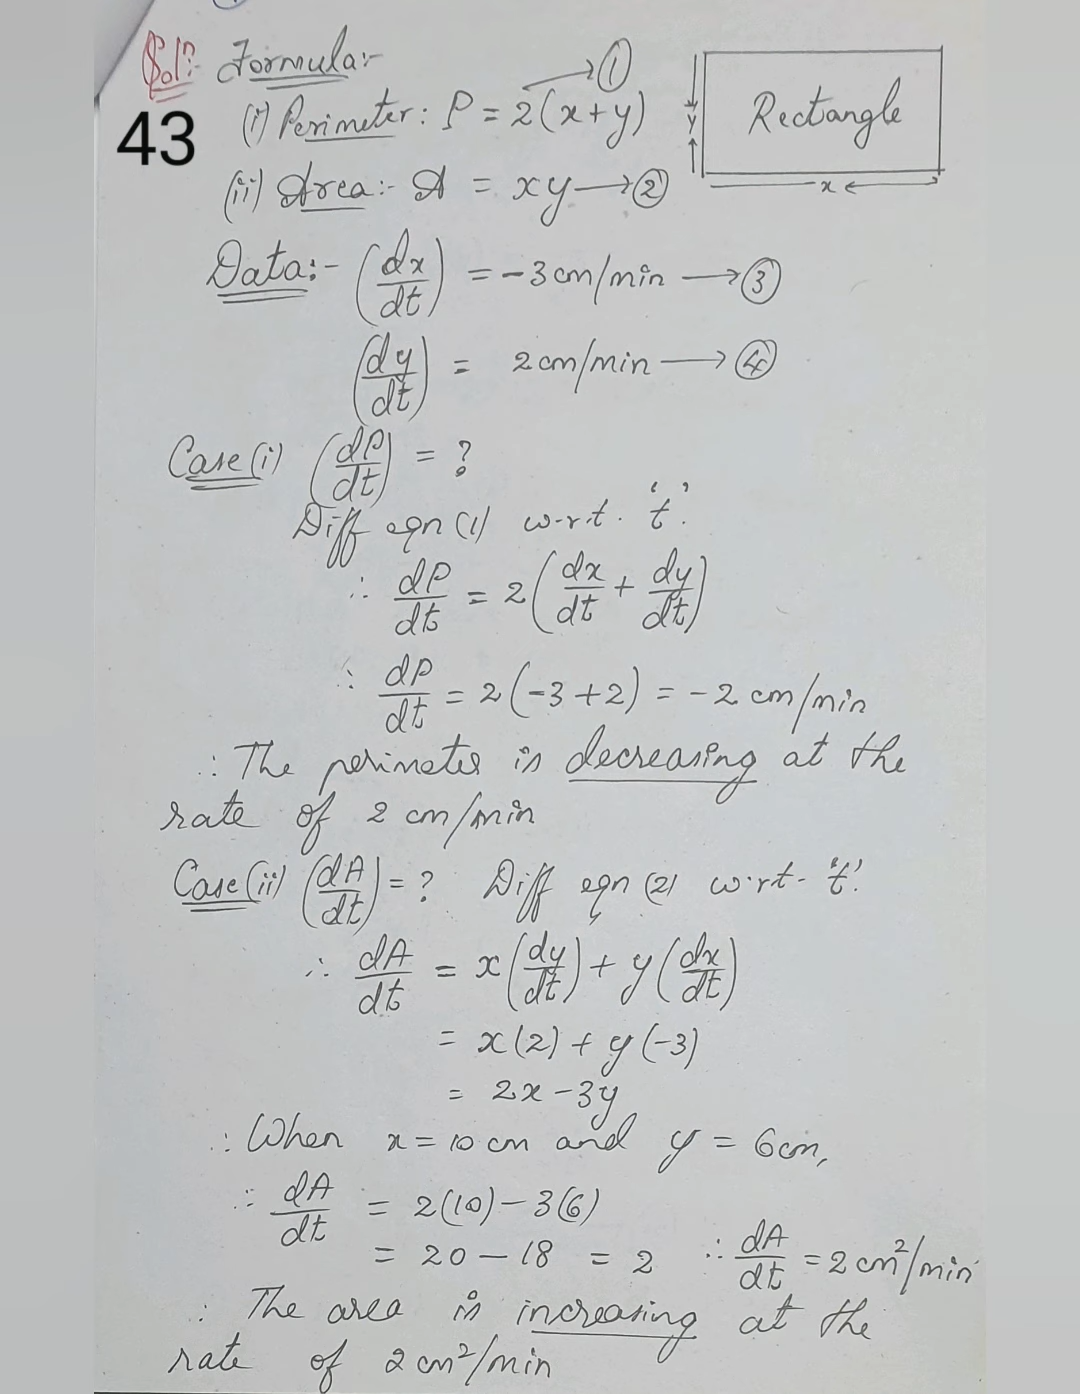 Sol?:- Formula:-
43 (i) Perimeter: P = 2(x+y) → ①
Rectangle
y
x
(ii) Area:- A = xy → ②
Data:- (dx/dt) = -3 cm/min → ③
(dy/dt) = 2 cm/min → ④
Case (i) (dP/dt) = ?
Diff eqn (1) w.r.t. 't'.
∴ dP/dt = 2(dx/dt + dy/dt)
∴ dP/dt = 2(-3+2) = -2 cm/min
∴ The perimeter is decreasing at the
rate of 2 cm/min
Case (ii) (dA/dt) = ? Diff eqn (2) w.r.t. 't'.
∴ dA/dt = x(dy/dt) + y(dx/dt)
= x(2) + y(-3)
= 2x - 3y
∴ When x = 10 cm and y = 6cm,
∴ dA/dt = 2(10) - 3(6)
= 20 - 18 = 2 ∴ dA/dt = 2 cm²/min
∴ The area is increasing at the
rate of 2 cm²/min